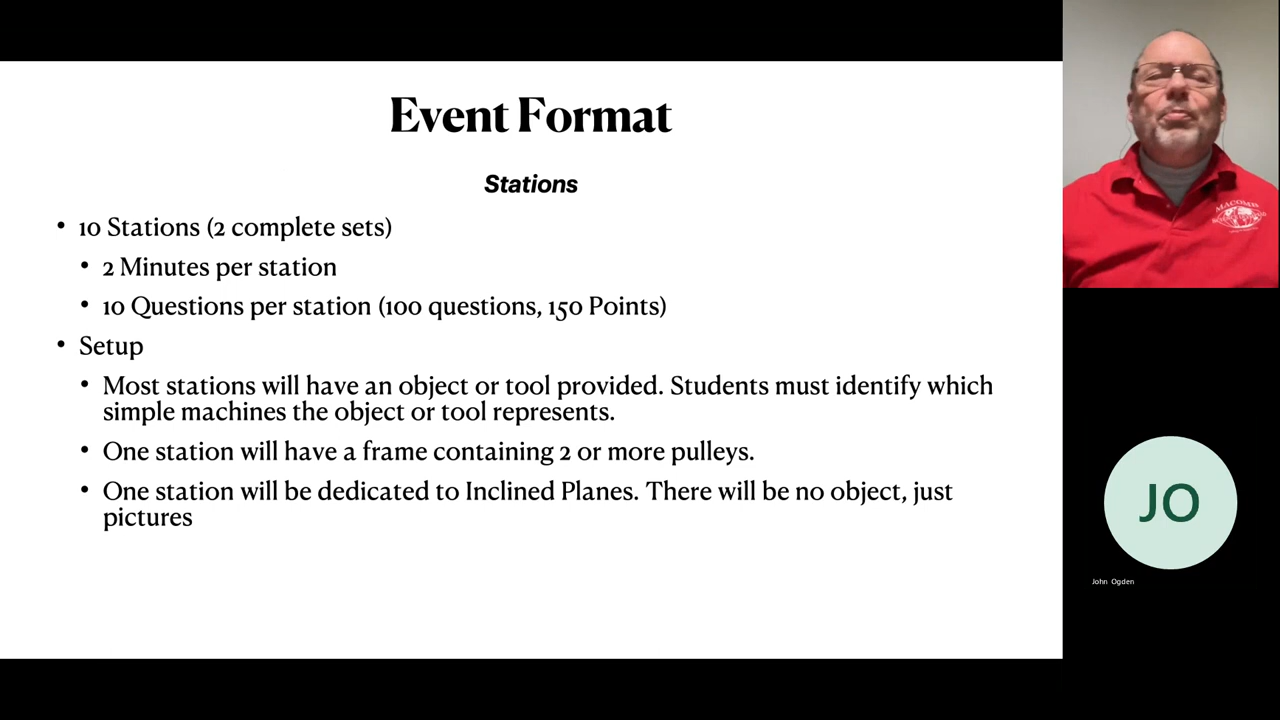 Event Format
Stations
• 10 Stations (2 complete sets)
• 2 Minutes per station
• 10 Questions per station (100 questions, 150 Points)
• Setup
• Most stations will have an object or tool provided. Students must identify which
simple machines the object or tool represents.
• One station will have a frame containing 2 or more pulleys.
• One station will be dedicated to Inclined Planes. There will be no object, just
pictures
MACOMB
JO
John Ogden